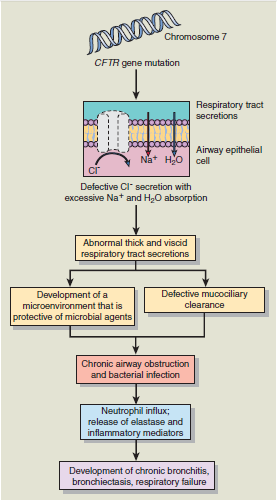 Chromosome 7
CFTR gene mutation
Respiratory tract
secretions
Airway epithelial
cell
Na+ H2O
Cl-
Defective Cl- secretion with
excessive Na+ and H2O absorption
Abnormal thick and viscid
respiratory tract secretions
Development of a
microenvironment that is
protective of microbial agents
Defective mucociliary
clearance
Chronic airway obstruction
and bacterial infection
Neutrophil influx;
release of elastase and
inflammatory mediators
Development of chronic bronchitis,
bronchiectasis, respiratory failure